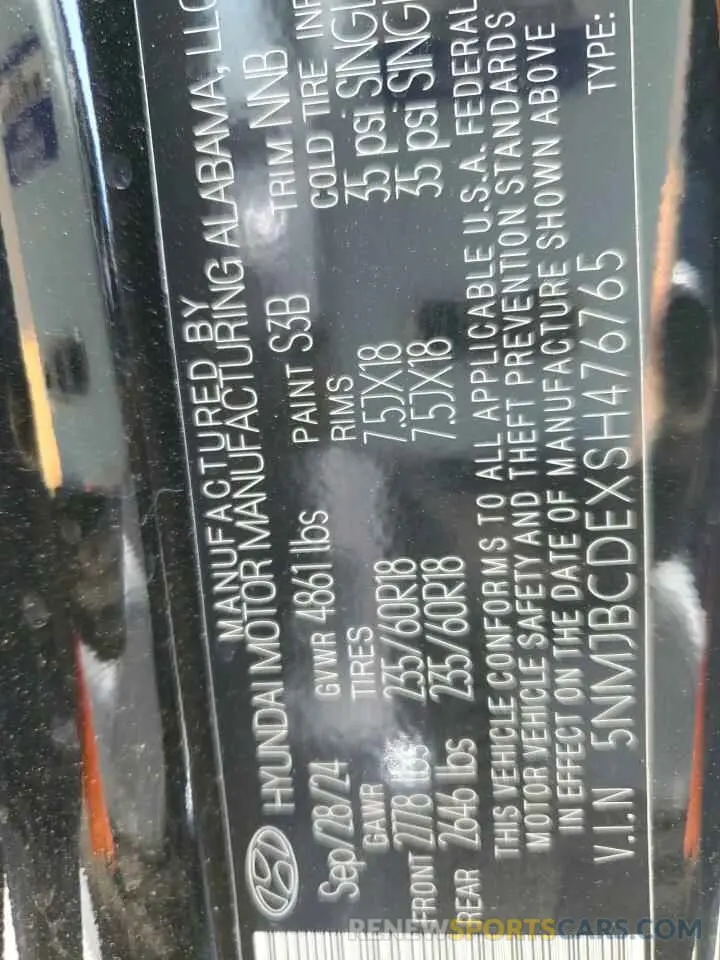 MANUFACTURED BY
HYUNDAI MOTOR MANUFACTURING ALABAMA, LLC
Sep/28/24 GVWR 4861 lbs PAINT S3B TRIM NNB
GAWR TIRES RIMS COLD TIRE INF
FRONT 2778 lbs 235/60R18 7.5JX18 35 psi SINGL
REAR 2646 lbs 235/60R18 7.5JX18 35 psi SINGL
THIS VEHICLE CONFORMS TO ALL APPLICABLE U.S.A. FEDERAL
MOTOR VEHICLE SAFETY AND THEFT PREVENTION STANDARDS
IN EFFECT ON THE DATE OF MANUFACTURE SHOWN ABOVE
V.I.N 5NMJBCDEXSH476765 TYPE:
RENEWSPORTSCARS.COM